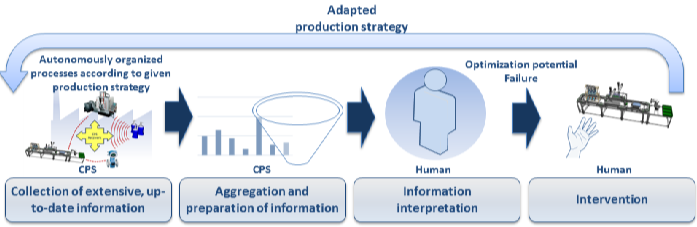 Adapted
production strategy
Autonomously organized
processes according to given
production strategy
Optimization potential
Failure
CPS
CPS
Human
Human
Collection of extensive, up-
to-date information
Aggregation and
preparation of information
Information
interpretation
Intervention